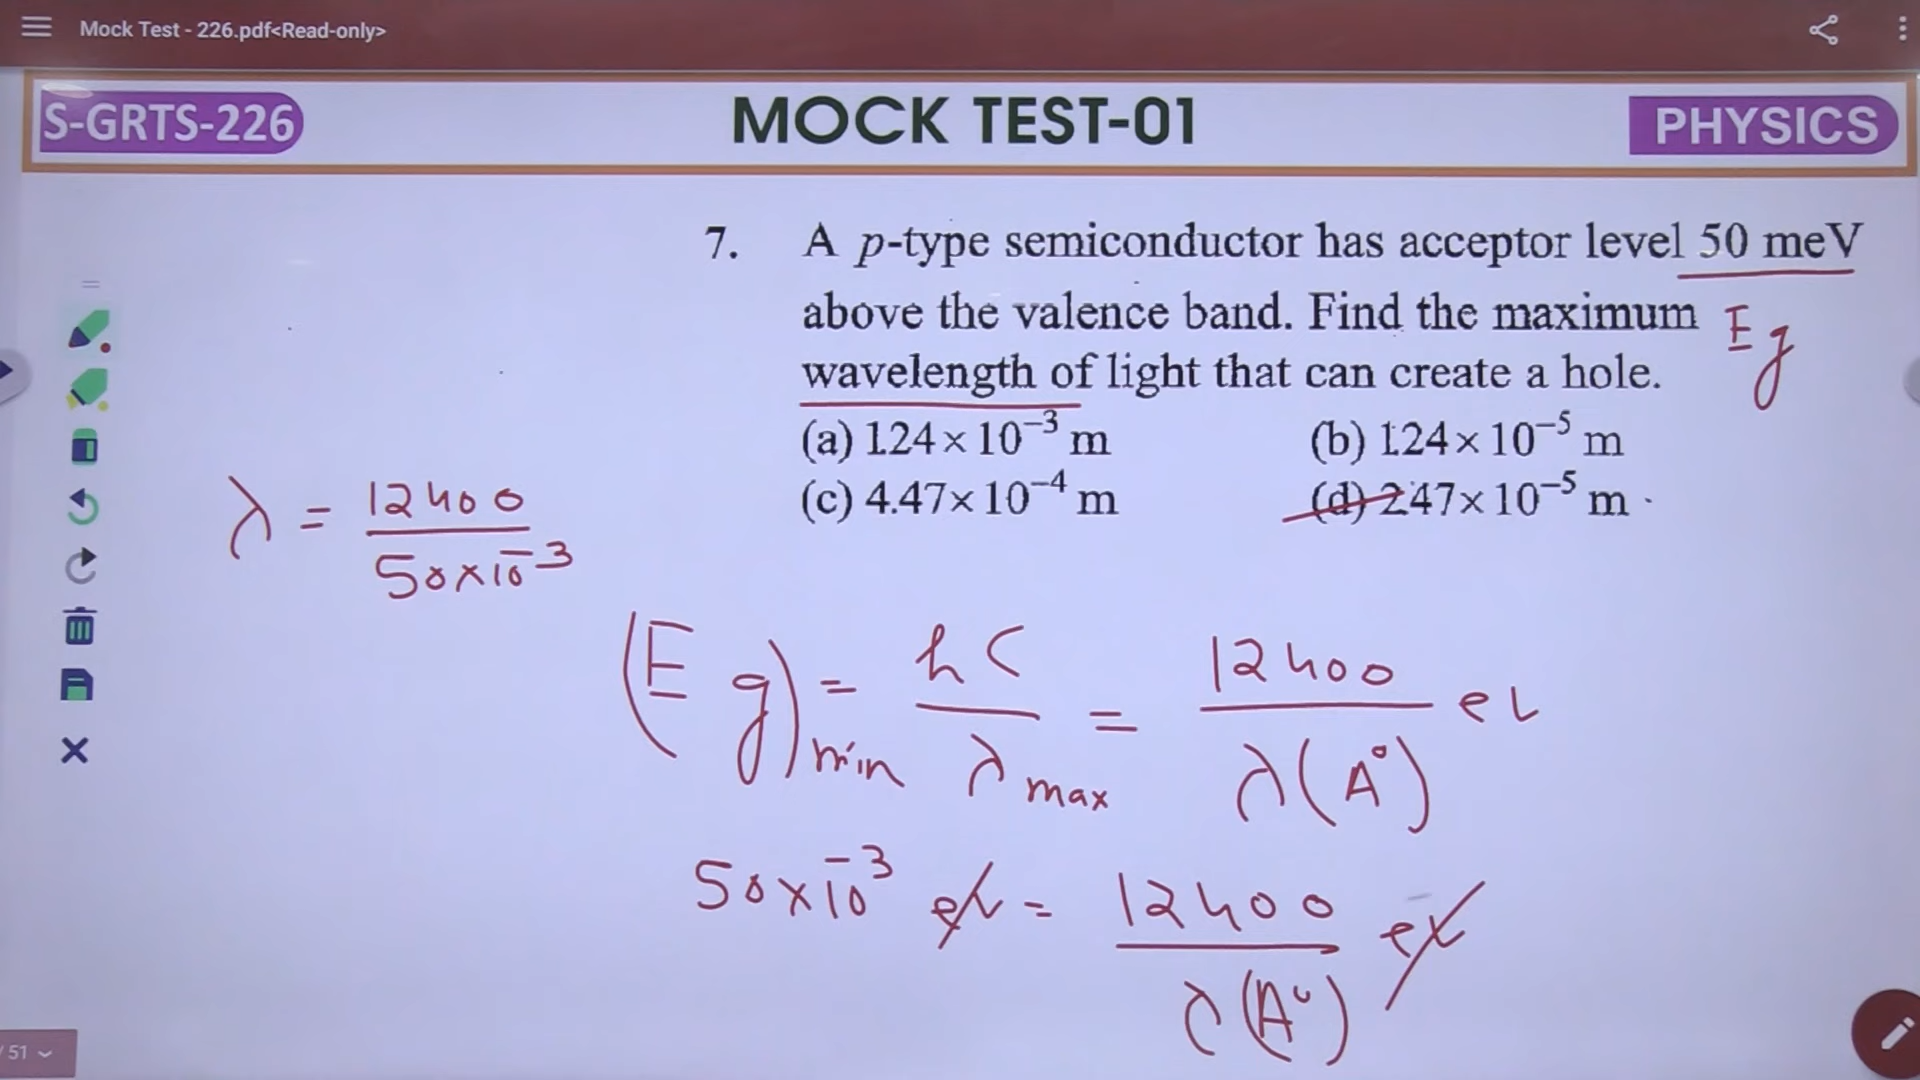 Mock Test - 226.pdf<Read-only>
S-GRTS-226
MOCK TEST-01
PHYSICS
7. A p-type semiconductor has acceptor level 50 meV
above the valence band. Find the maximum
wavelength of light that can create a hole.
Eg
(a) 1.24×10⁻³ m (b) 1.24×10⁻⁵ m
(c) 4.47×10⁻⁴ m (d) 2.47×10⁻⁵ m
λ = 12400 / 50×10⁻³
(Eg)min = hc / λmax = 12400 / λ(A°) eV
50×10⁻³ eV = 12400 / λ(A°) eV
/ 51